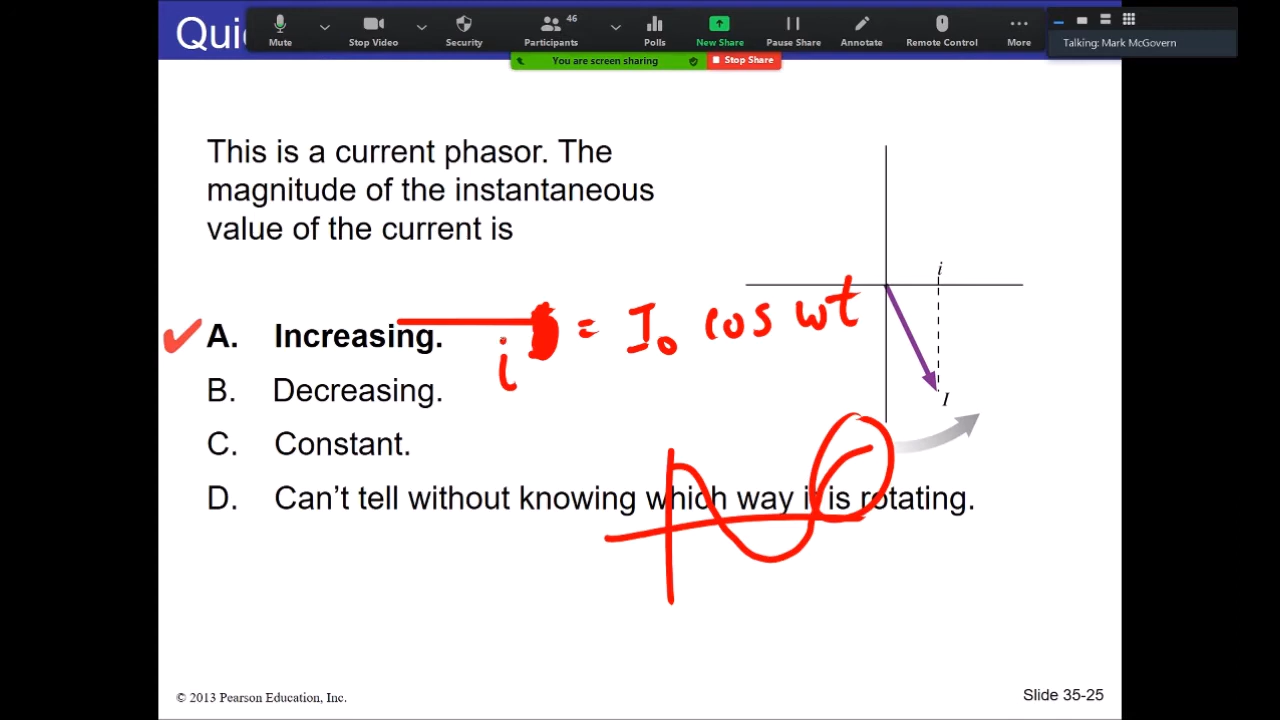 Qui
Mute
Stop Video
Security
Participants
46
Polls
New Share
Pause Share
Annotate
Remote Control
More
Talking: Mark McGovern
You are screen sharing
Stop Share
This is a current phasor. The
magnitude of the instantaneous
value of the current is
i
I
i = I₀ cos ωt
A. Increasing.
B. Decreasing.
C. Constant.
D. Can't tell without knowing which way it is rotating.
© 2013 Pearson Education, Inc.
Slide 35-25